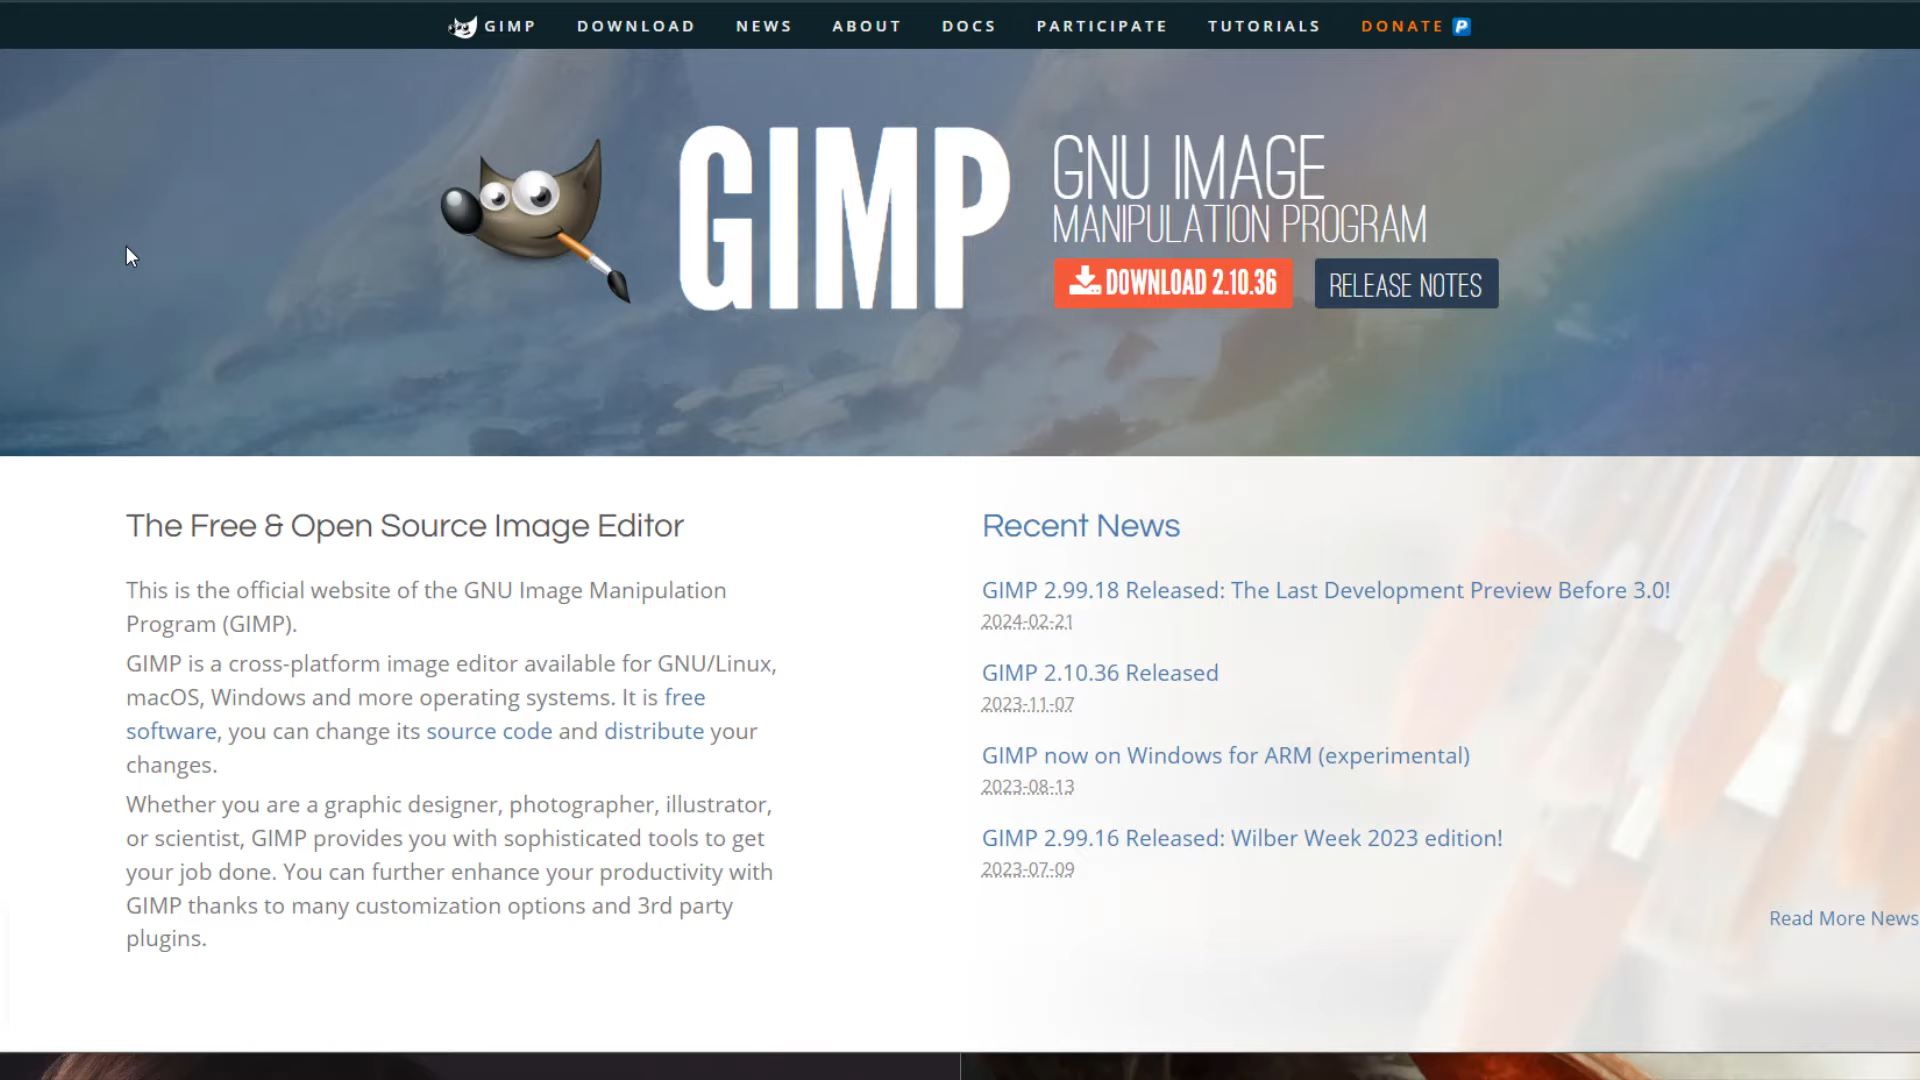 GIMP DOWNLOAD NEWS ABOUT DOCS PARTICIPATE TUTORIALS DONATE
GIMP
GNU IMAGE
MANIPULATION PROGRAM
DOWNLOAD 2.10.36 RELEASE NOTES
The Free & Open Source Image Editor
This is the official website of the GNU Image Manipulation
Program (GIMP).
GIMP is a cross-platform image editor available for GNU/Linux,
macOS, Windows and more operating systems. It is free
software, you can change its source code and distribute your
changes.
Whether you are a graphic designer, photographer, illustrator,
or scientist, GIMP provides you with sophisticated tools to get
your job done. You can further enhance your productivity with
GIMP thanks to many customization options and 3rd party
plugins.
Recent News
GIMP 2.99.18 Released: The Last Development Preview Before 3.0!
2024-02-21
GIMP 2.10.36 Released
2023-11-07
GIMP now on Windows for ARM (experimental)
2023-08-13
GIMP 2.99.16 Released: Wilber Week 2023 edition!
2023-07-09
Read More News